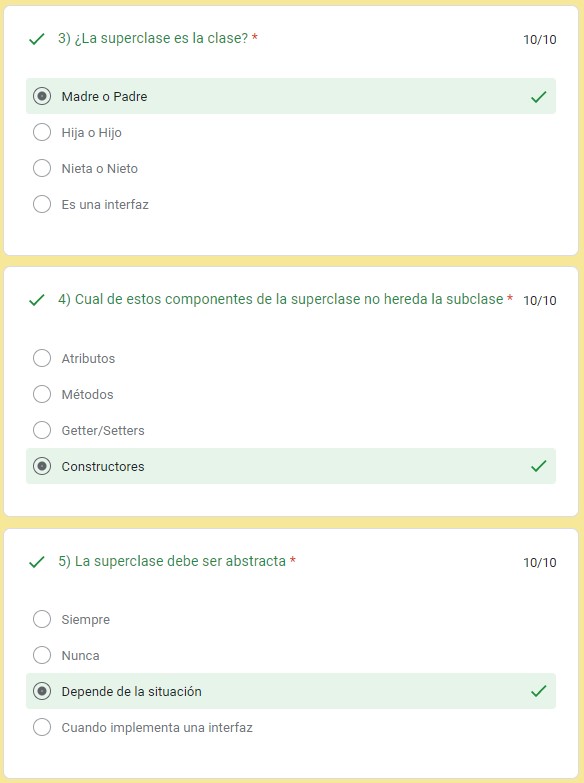 3) ¿La superclase es la clase? *
10/10
Madre o Padre
Hija o Hijo
Nieta o Nieto
Es una interfaz
4) Cual de estos componentes de la superclase no hereda la subclase *
10/10
Atributos
Métodos
Getter/Setters
Constructores
5) La superclase debe ser abstracta *
10/10
Siempre
Nunca
Depende de la situación
Cuando implementa una interfaz